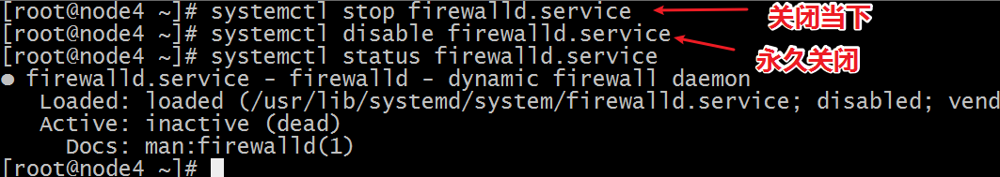 [root@node4 ~]# systemctl stop firewalld.service 关闭当下
[root@node4 ~]# systemctl disable firewalld.service
[root@node4 ~]# systemctl status firewalld.service 永久关闭
● firewalld.service - firewalld - dynamic firewall daemon
Loaded: loaded (/usr/lib/systemd/system/firewalld.service; disabled; vend
Active: inactive (dead)
Docs: man:firewalld(1)
[root@node4 ~]#